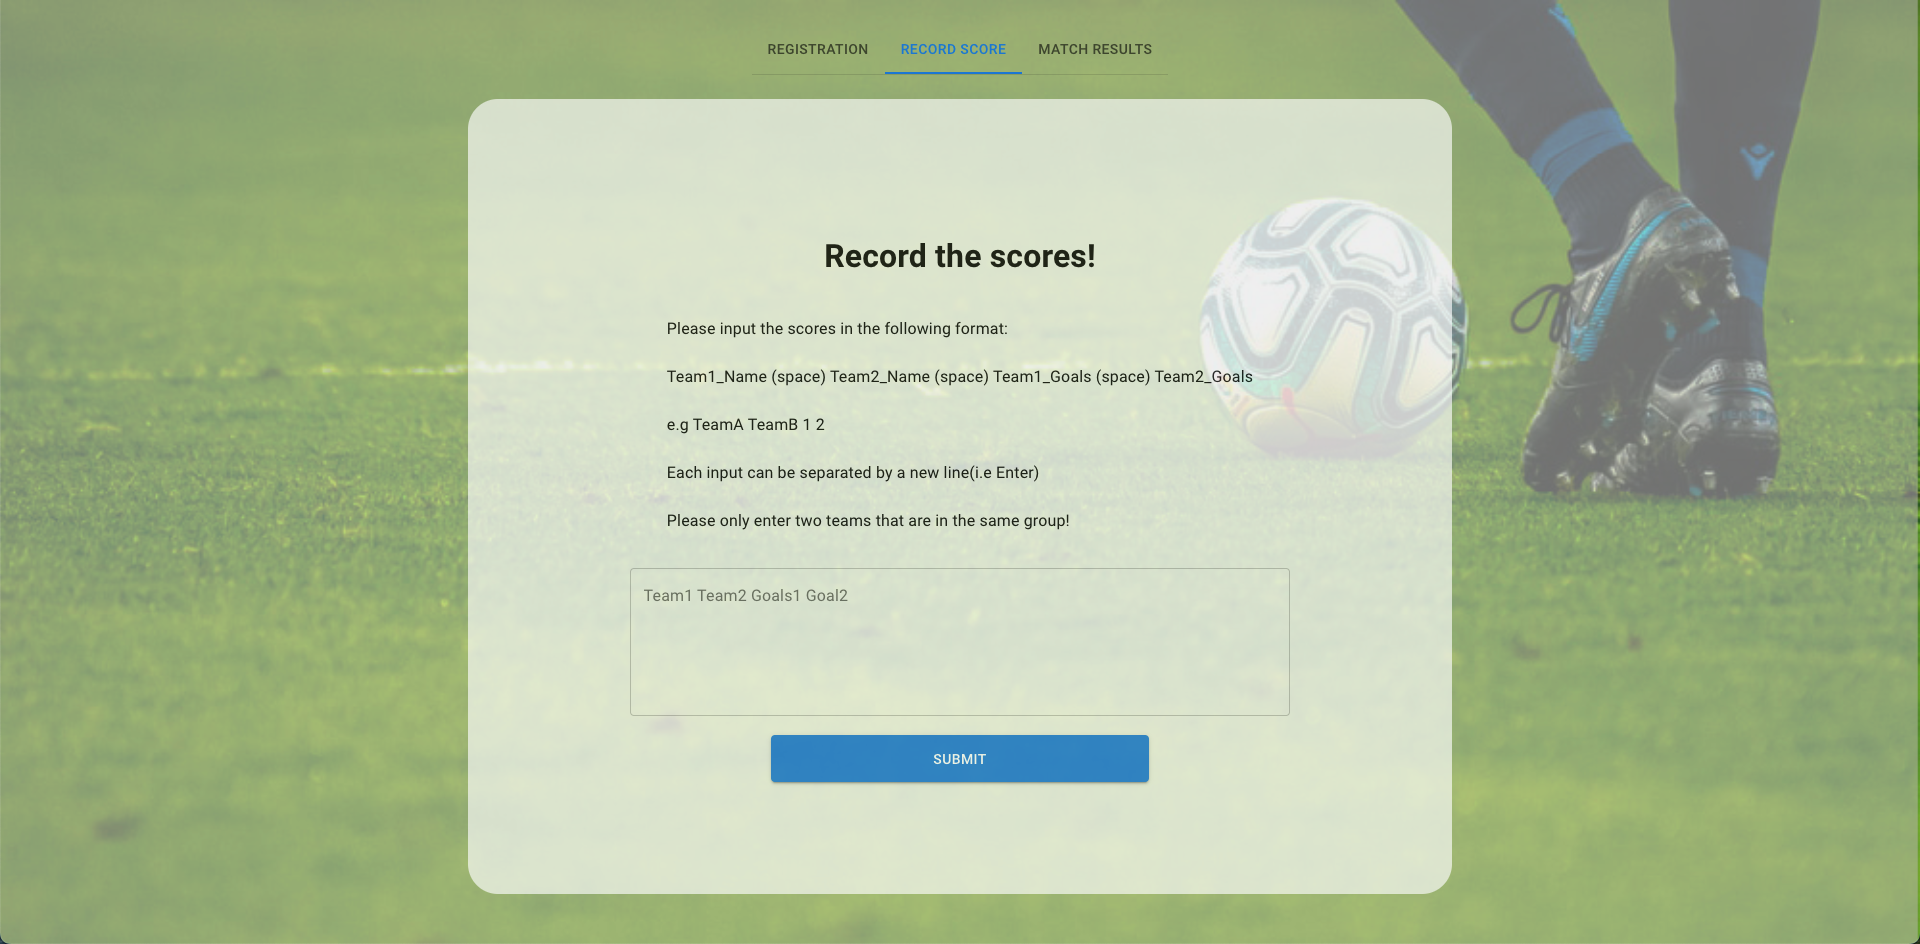 REGISTRATION RECORD SCORE MATCH RESULTS
Record the scores!
Please input the scores in the following format:
Team1_Name (space) Team2_Name (space) Team1_Goals (space) Team2_Goals
e.g TeamA TeamB 1 2
Each input can be separated by a new line(i.e Enter)
Please only enter two teams that are in the same group!
Team1 Team2 Goals1 Goal2
SUBMIT